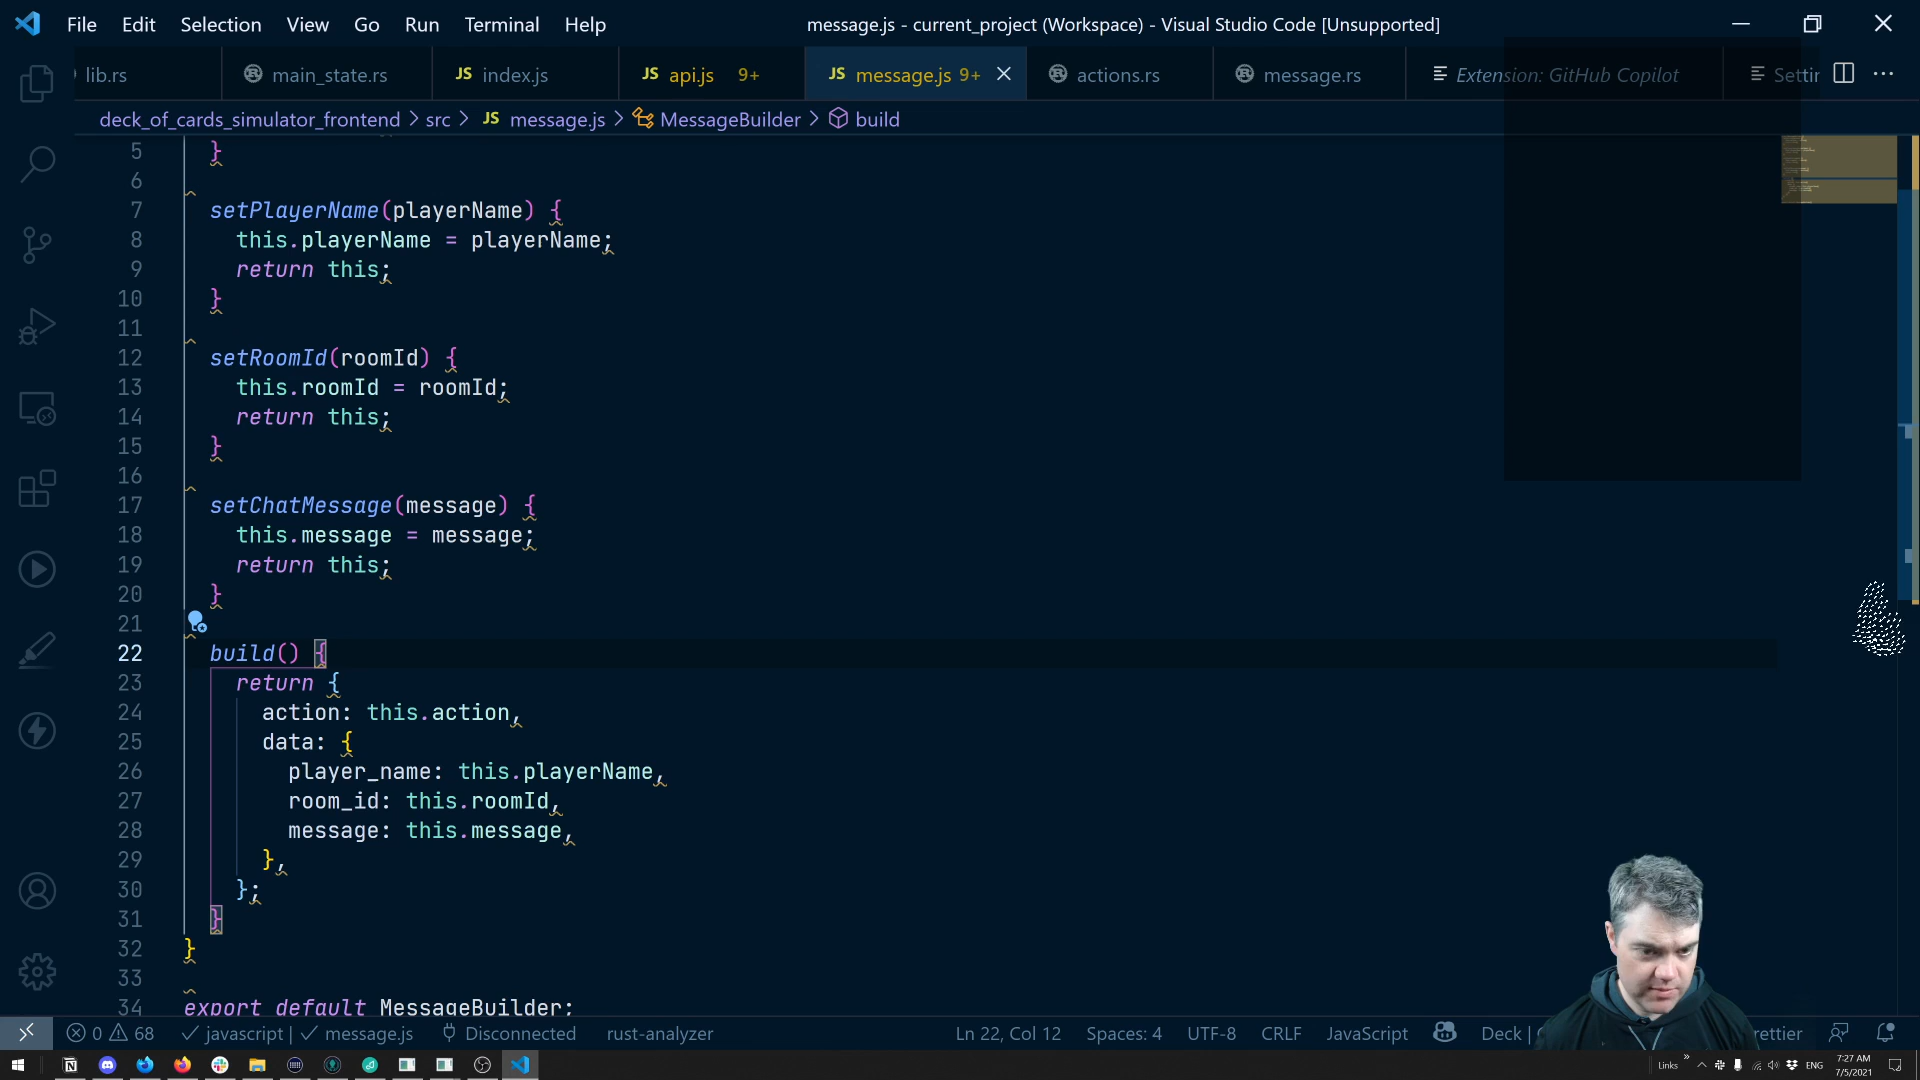 File Edit Selection View Go Run Terminal Help
message.js - current_project (Workspace) - Visual Studio Code [Unsupported]
lib.rs main_state.rs JS index.js JS api.js 9+ JS message.js 9+ actions.rs message.rs Extension: GitHub Copilot
deck_of_cards_simulator_frontend > src > JS message.js > MessageBuilder > build
5 }
6
7 setPlayerName(playerName) {
8 this.playerName = playerName;
9 return this;
10 }
11
12 setRoomId(roomId) {
13 this.roomId = roomId;
14 return this;
15 }
16
17 setChatMessage(message) {
18 this.message = message;
19 return this;
20 }
21
22 build() {
23 return {
24 action: this.action,
25 data: {
26 player_name: this.playerName,
27 room_id: this.roomId,
28 message: this.message,
29 },
30 };
31 }
32 }
33
34 export default MessageBuilder;
0 68 javascript | message.js Disconnected rust-analyzer Ln 22, Col 12 Spaces: 4 UTF-8 CRLF JavaScript Deck
Links ENG 7:27 AM
7/5/2021